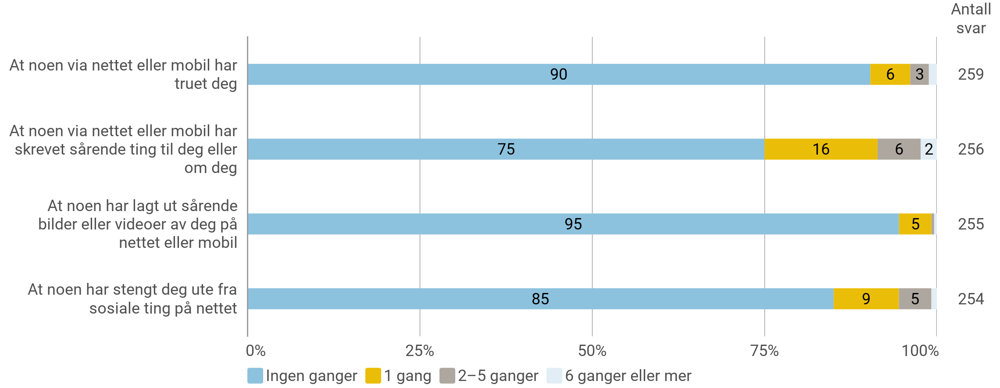 Antall
svar
At noen via nettet eller mobil har
truet deg
90 6 3 259
At noen via nettet eller mobil har
skrevet sårende ting til deg eller
om deg
75 16 6 2 256
At noen har lagt ut sårende
bilder eller videoer av deg på
nettet eller mobil
95 5 255
At noen har stengt deg ute fra
sosiale ting på nettet
85 9 5 254
0% 25% 50% 75% 100%
Ingen ganger 1 gang 2–5 ganger 6 ganger eller mer